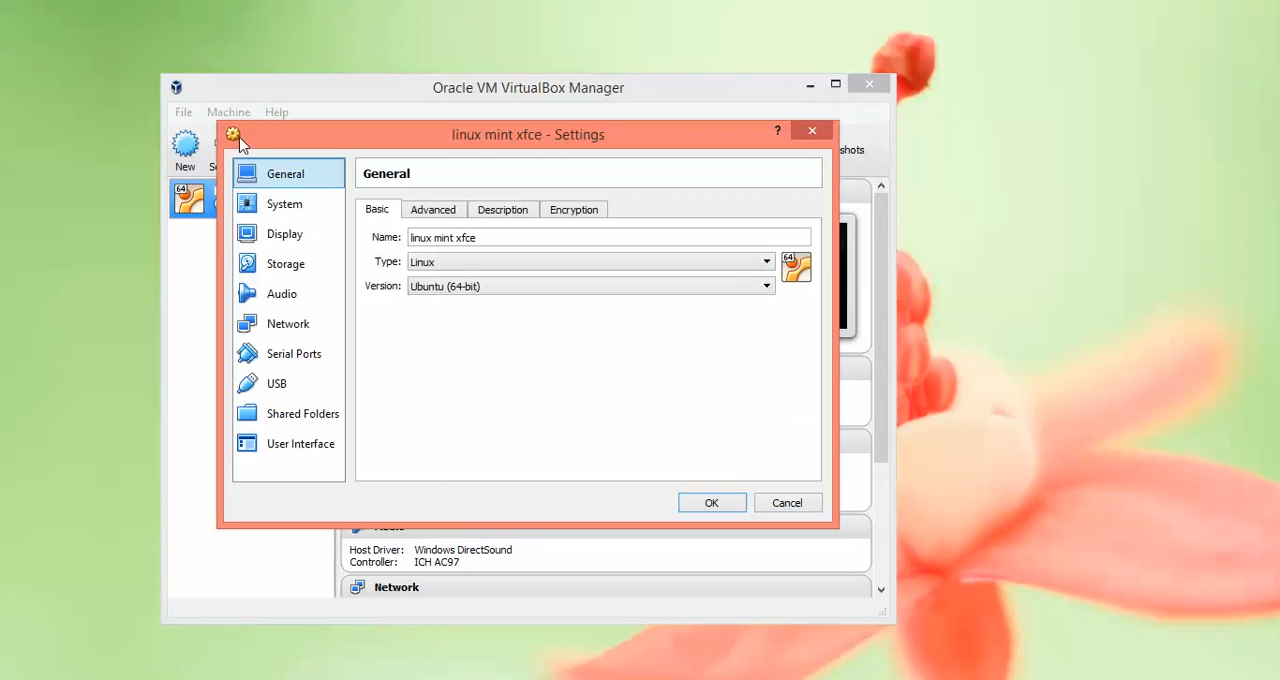 Oracle VM VirtualBox Manager
File Machine Help
linux mint xfce - Settings
?
New
shots
64
General
System
Display
Storage
Audio
Network
Serial Ports
USB
Shared Folders
User Interface
General
Basic Advanced Description Encryption
Name: linux mint xfce
Type: Linux
64
Version: Ubuntu (64-bit)
OK Cancel
Host Driver: Windows DirectSound
Controller: ICH AC97
Network